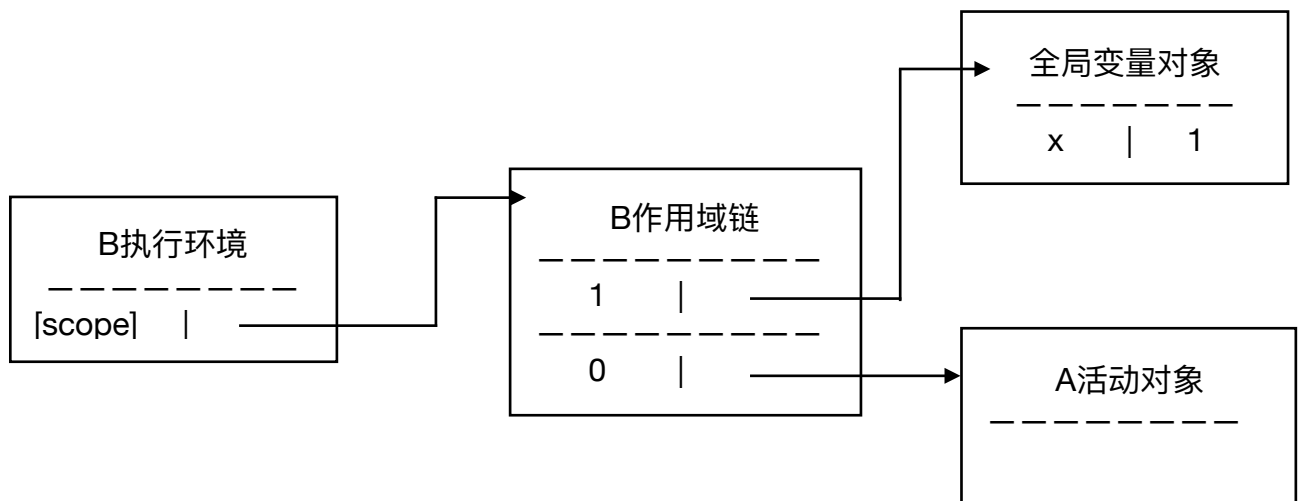 全局变量对象
— — — — — — —
x | 1
B执行环境
— — — — — — — —
[scope] |
B作用域链
— — — — — — — — —
1 |
— — — — — — — — —
0 |
A活动对象
— — — — — — — —